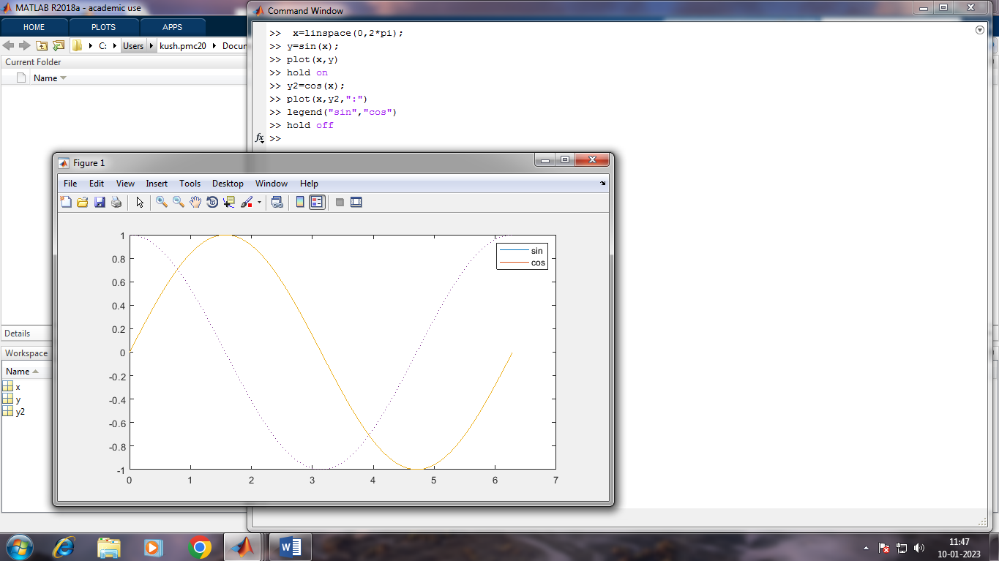 MATLAB R2018a - academic use
HOME PLOTS APPS
C: Users kush.pmc20 Docum
Current Folder
Name
Details
Workspace
Name
x
y
y2
Command Window
>>  x=linspace(0,2*pi);
>> y=sin(x);
>> plot(x,y)
>> hold on
>> y2=cos(x);
>> plot(x,y2,":")
>> legend("sin","cos")
>> hold off
fx >>
Figure 1
File Edit View Insert Tools Desktop Window Help
sin
cos
1
0.8
0.6
0.4
0.2
0
-0.2
-0.4
-0.6
-0.8
-1
0 1 2 3 4 5 6 7
W
11:47
10-01-2023